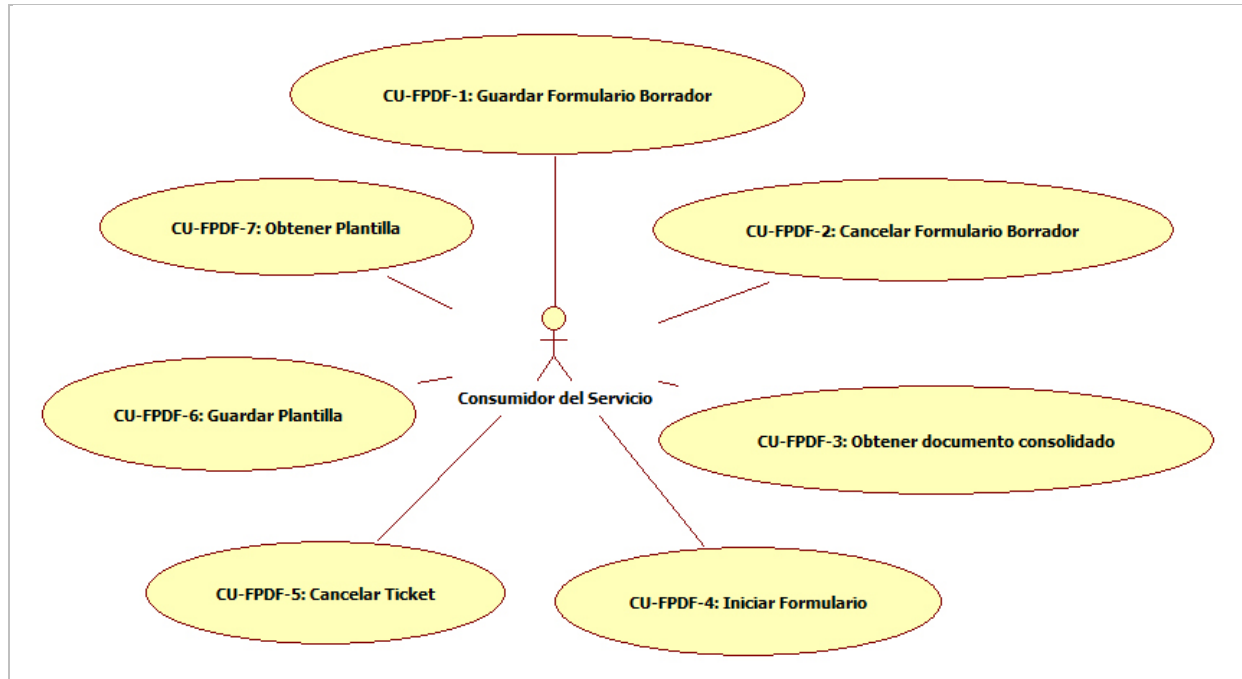 CU-FPDF-1: Guardar Formulario Borrador
CU-FPDF-7: Obtener Plantilla
CU-FPDF-2: Cancelar Formulario Borrador
Consumidor del Servicio
CU-FPDF-6: Guardar Plantilla
CU-FPDF-3: Obtener documento consolidado
CU-FPDF-5: Cancelar Ticket
CU-FPDF-4: Iniciar Formulario